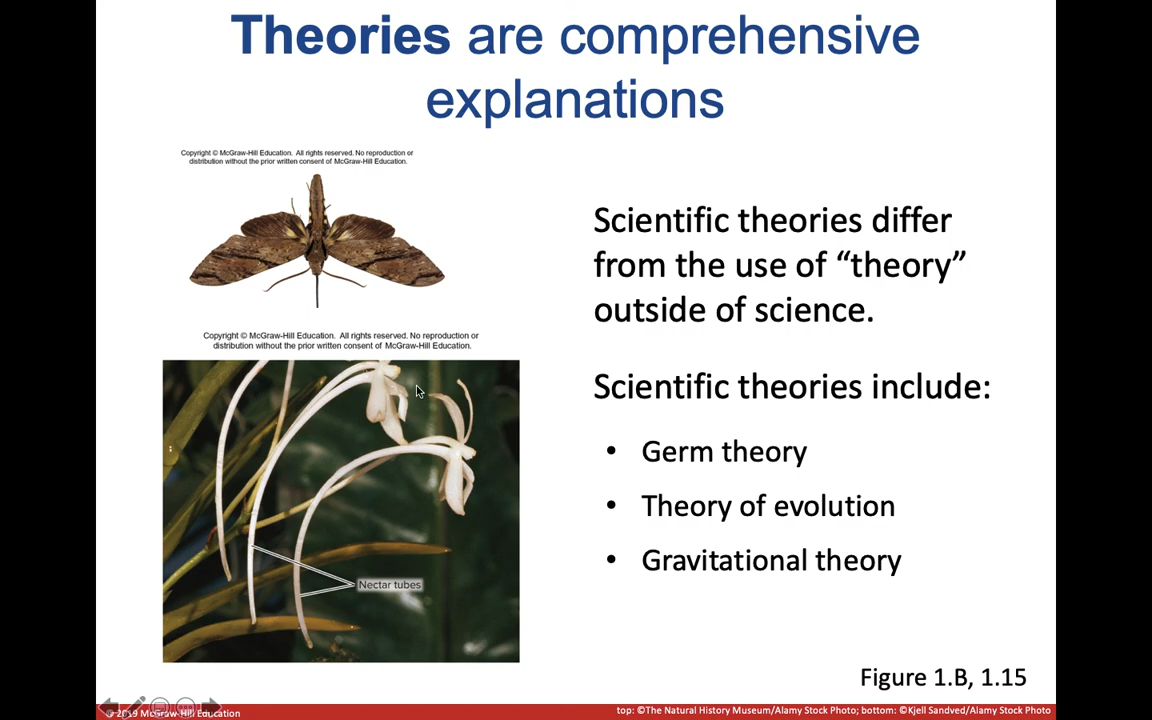 Theories are comprehensive
explanations
Copyright © McGraw-Hill Education. All rights reserved. No reproduction or
distribution without the prior written consent of McGraw-Hill Education.
Copyright © McGraw-Hill Education. All rights reserved. No reproduction or
distribution without the prior written consent of McGraw-Hill Education.
Nectar tubes
Scientific theories differ
from the use of “theory”
outside of science.
Scientific theories include:
• Germ theory
• Theory of evolution
• Gravitational theory
Figure 1.B, 1.15
© 2019 McGraw-Hill Education
top: ©The Natural History Museum/Alamy Stock Photo; bottom: ©Kjell Sandved/Alamy Stock Photo